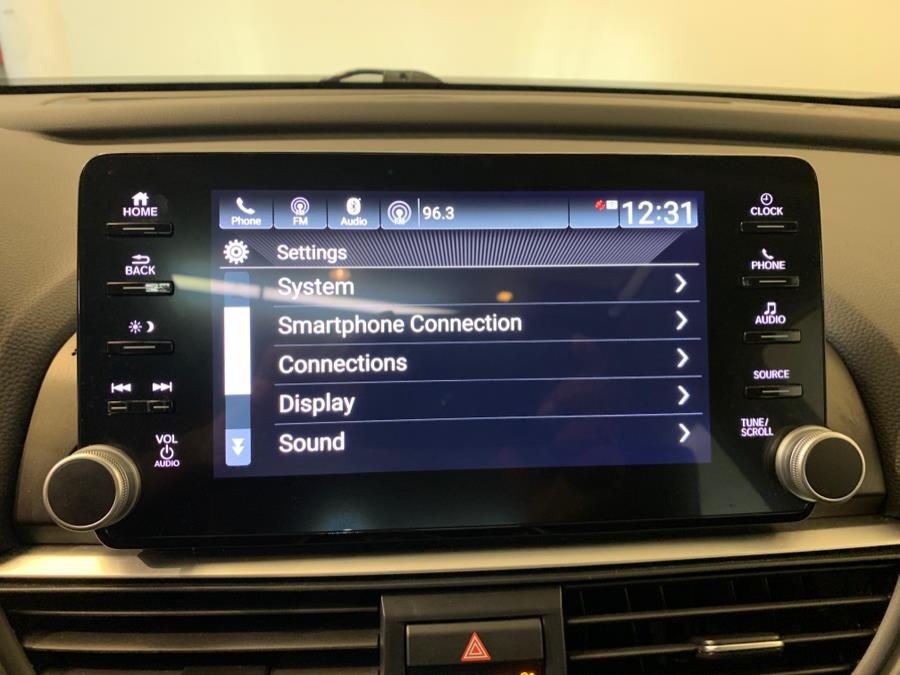 HOME
BACK
VOL
AUDIO
Phone
FM
Audio
FM
96.3
12:31
Settings
System
Smartphone Connection
Connections
Display
Sound
CLOCK
PHONE
AUDIO
SOURCE
TUNE/
SCROLL